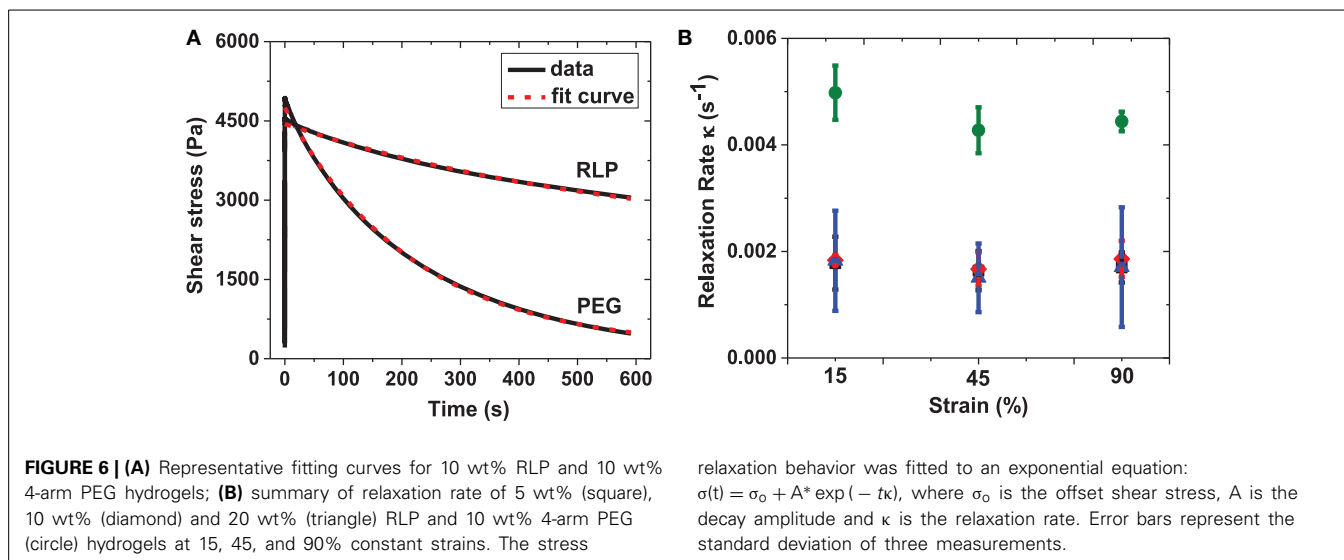 A
6000
4500
3000
1500
0
Shear stress (Pa)
data
fit curve
RLP
PEG
0 100 200 300 400 500 600
Time (s)
B
0.006
0.004
0.002
0.000
Relaxation Rate κ (s⁻¹)
15 45 90
Strain (%)
FIGURE 6 | (A) Representative fitting curves for 10 wt% RLP and 10 wt%
4-arm PEG hydrogels; (B) summary of relaxation rate of 5 wt% (square),
10 wt% (diamond) and 20 wt% (triangle) RLP and 10 wt% 4-arm PEG
(circle) hydrogels at 15, 45, and 90% constant strains. The stress
relaxation behavior was fitted to an exponential equation:
σ(t) = σₒ + A* exp ( − tκ), where σₒ is the offset shear stress, A is the
decay amplitude and κ is the relaxation rate. Error bars represent the
standard deviation of three measurements.